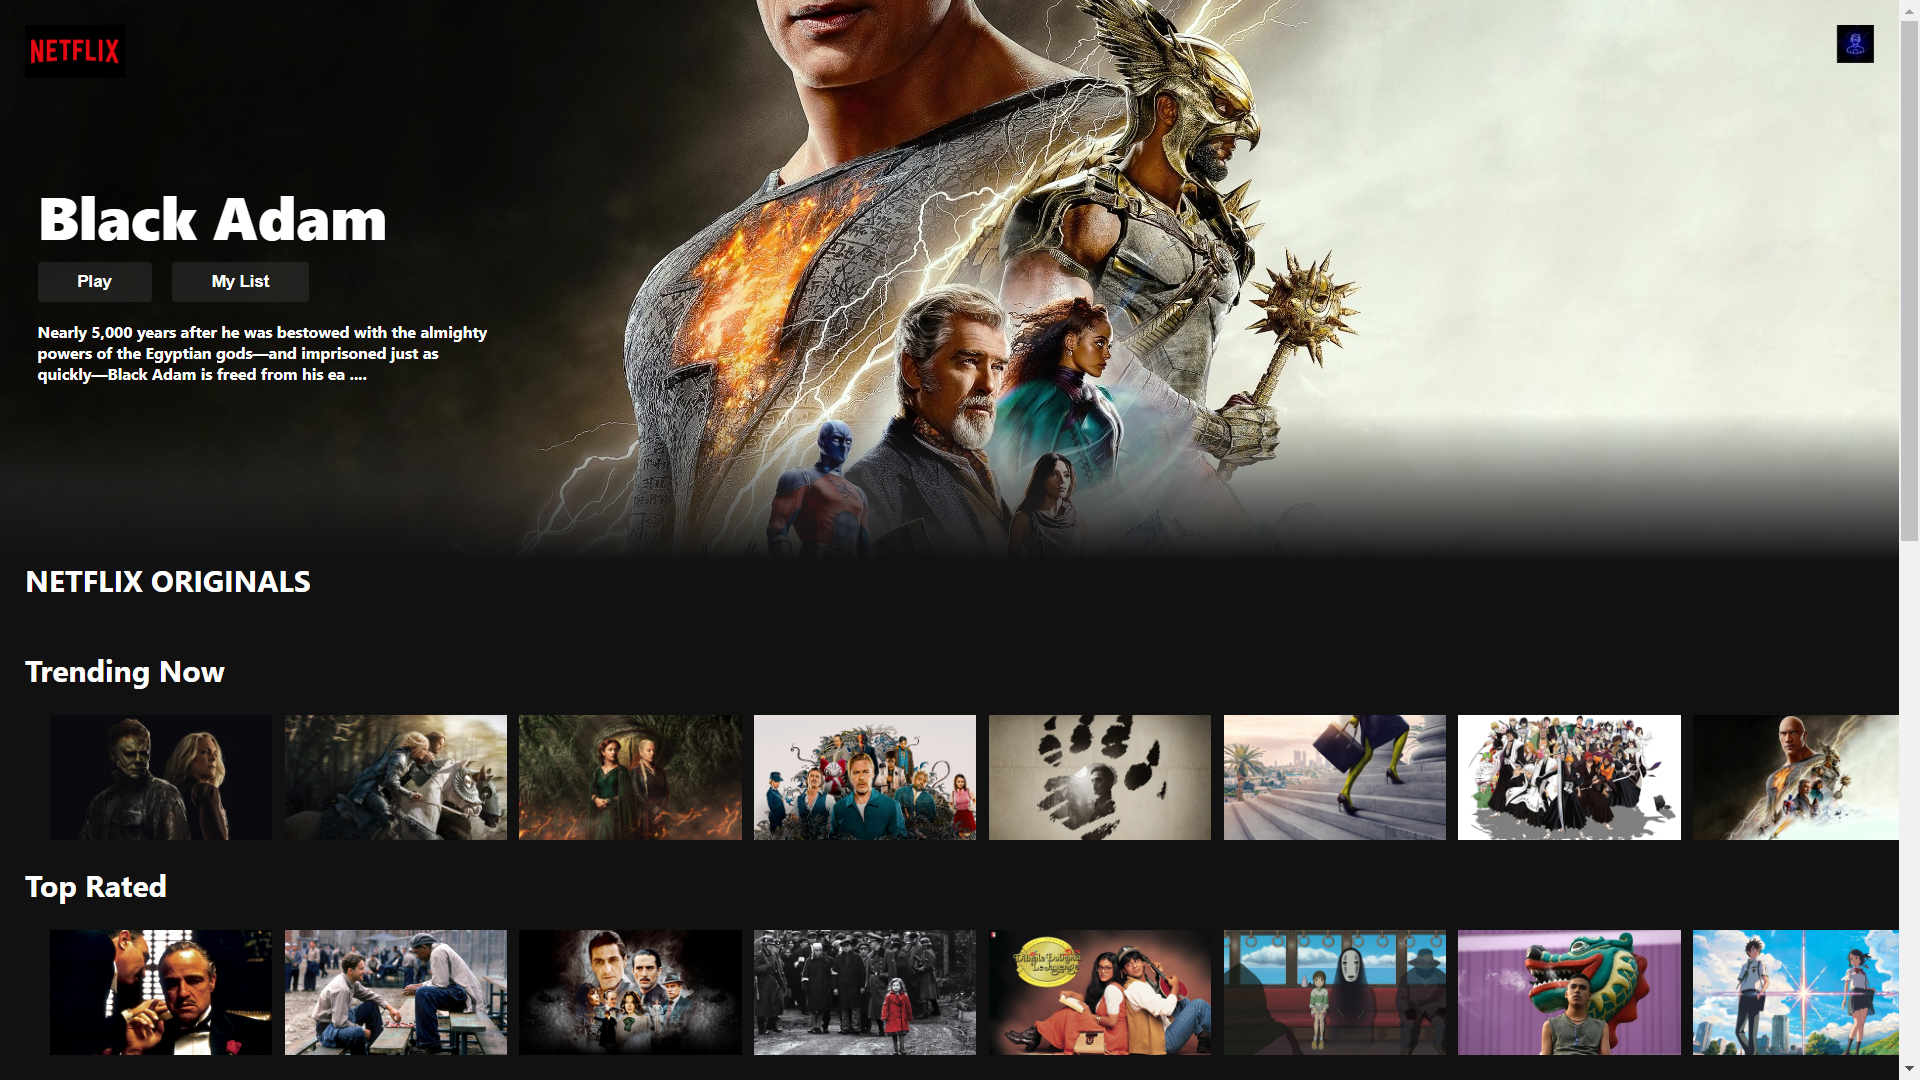 NETFLIX
Black Adam
Play
My List
Nearly 5,000 years after he was bestowed with the almighty
powers of the Egyptian gods—and imprisoned just as
quickly—Black Adam is freed from his ea ....
NETFLIX ORIGINALS
Trending Now
Top Rated
Dilwale Dulhania
Le Jayenge